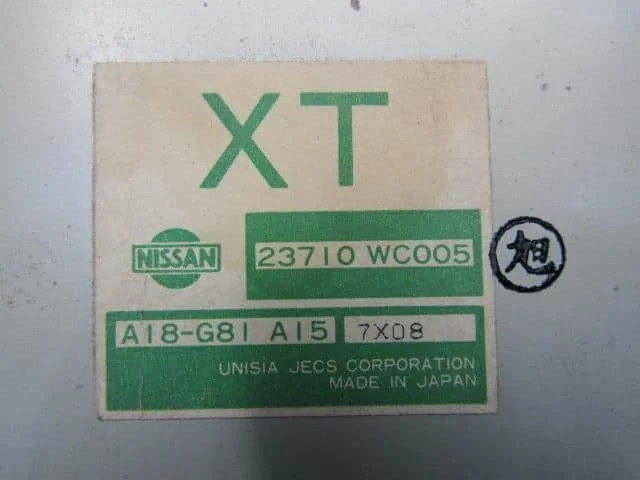 XT
NISSAN
23710 WC005
旭
A18-G81 A15
7X08
UNISIA JECS CORPORATION
MADE IN JAPAN